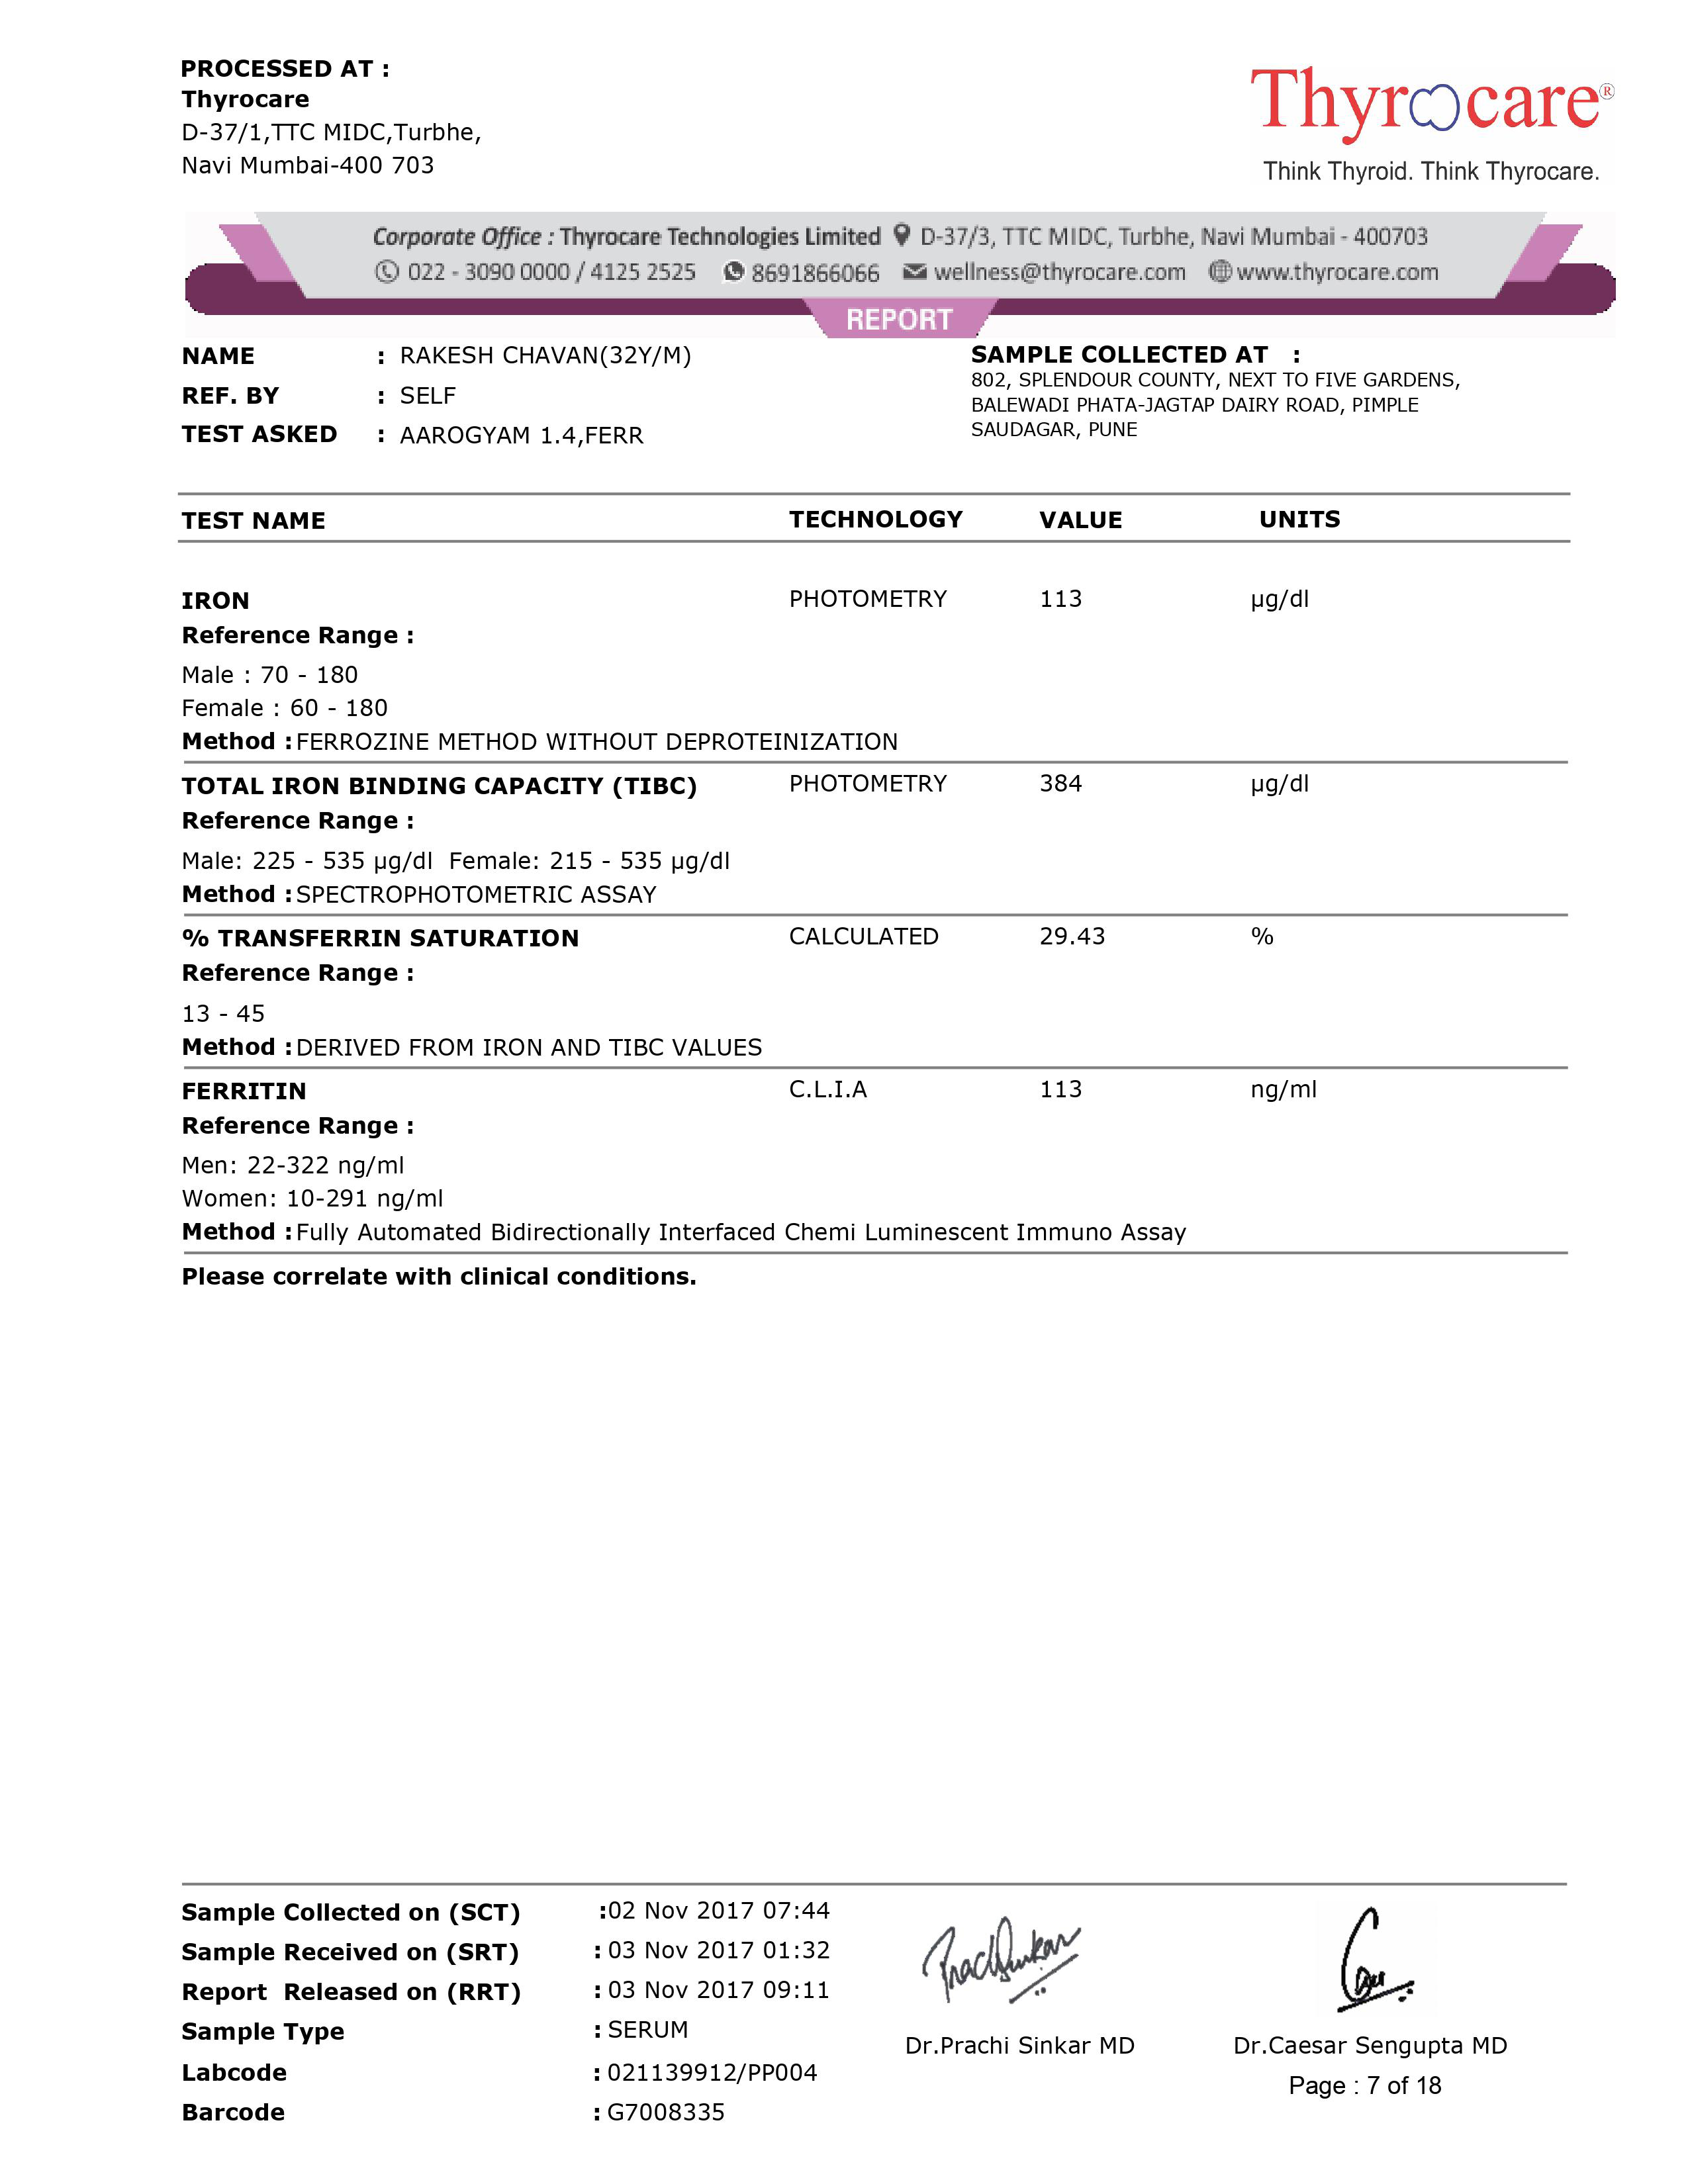 PROCESSED AT :
Thyrocare
D-37/1,TTC MIDC,Turbhe,
Navi Mumbai-400 703
Thyrocare®
Think Thyroid. Think Thyrocare.
Corporate Office : Thyrocare Technologies Limited D-37/3, TTC MIDC, Turbhe, Navi Mumbai - 400703
022 - 3090 0000 / 4125 2525 8691866066 wellness@thyrocare.com www.thyrocare.com
REPORT
NAME : RAKESH CHAVAN(32Y/M)
REF. BY : SELF
TEST ASKED : AAROGYAM 1.4,FERR
SAMPLE COLLECTED AT :
802, SPLENDOUR COUNTY, NEXT TO FIVE GARDENS,
BALEWADI PHATA-JAGTAP DAIRY ROAD, PIMPLE
SAUDAGAR, PUNE
TEST NAME TECHNOLOGY VALUE UNITS
IRON PHOTOMETRY 113 µg/dl
Reference Range :
Male : 70 - 180
Female : 60 - 180
Method : FERROZINE METHOD WITHOUT DEPROTEINIZATION
TOTAL IRON BINDING CAPACITY (TIBC) PHOTOMETRY 384 µg/dl
Reference Range :
Male: 225 - 535 µg/dl Female: 215 - 535 µg/dl
Method : SPECTROPHOTOMETRIC ASSAY
% TRANSFERRIN SATURATION CALCULATED 29.43 %
Reference Range :
13 - 45
Method : DERIVED FROM IRON AND TIBC VALUES
FERRITIN C.L.I.A 113 ng/ml
Reference Range :
Men: 22-322 ng/ml
Women: 10-291 ng/ml
Method : Fully Automated Bidirectionally Interfaced Chemi Luminescent Immuno Assay
Please correlate with clinical conditions.
Sample Collected on (SCT) :02 Nov 2017 07:44
Sample Received on (SRT) : 03 Nov 2017 01:32
Report Released on (RRT) : 03 Nov 2017 09:11
Sample Type : SERUM
Labcode : 021139912/PP004
Barcode : G7008335
Dr.Prachi Sinkar MD
Dr.Caesar Sengupta MD
Page : 7 of 18